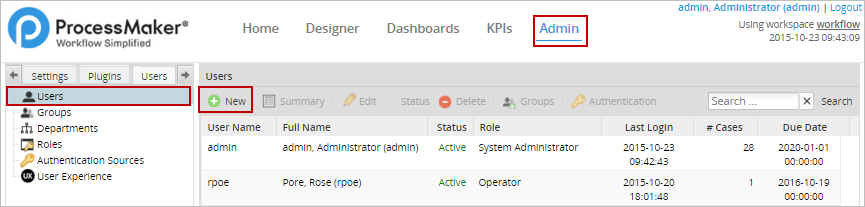 ProcessMaker®
Workflow Simplified
Home Designer Dashboards KPIs Admin
admin, Administrator (admin) | Logout
Using workspace workflow
2015-10-23 09:43:09
Settings Plugins Users
Users
Groups
Departments
Roles
Authentication Sources
UX User Experience
Users
New Summary Edit Status Delete Groups Authentication Search ... Search
User Name Full Name Status Role Last Login # Cases Due Date
admin admin, Administrator (admin) Active System Administrator 2015-10-23 09:42:43 28 2020-01-01 00:00:00
rpoe Pore, Rose (rpoe) Active Operator 2015-10-20 18:01:48 1 2016-10-19 00:00:00